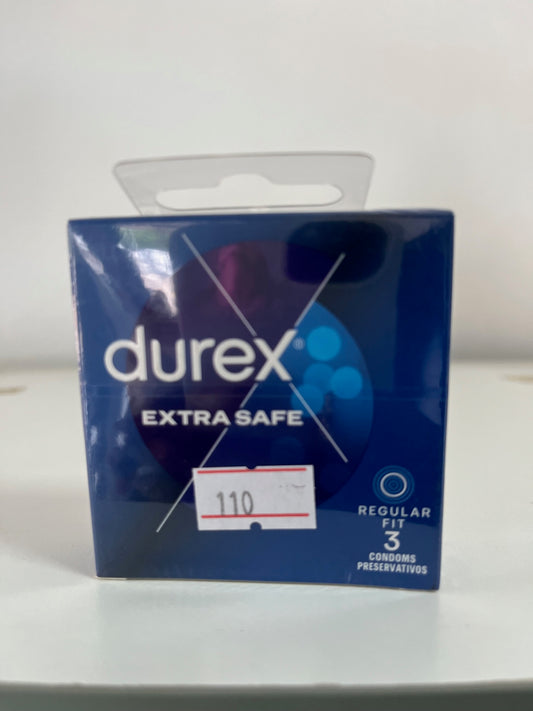 durex®
EXTRA SAFE
110
REGULAR
FIT
3
CONDOMS
PRESERVATIVOS